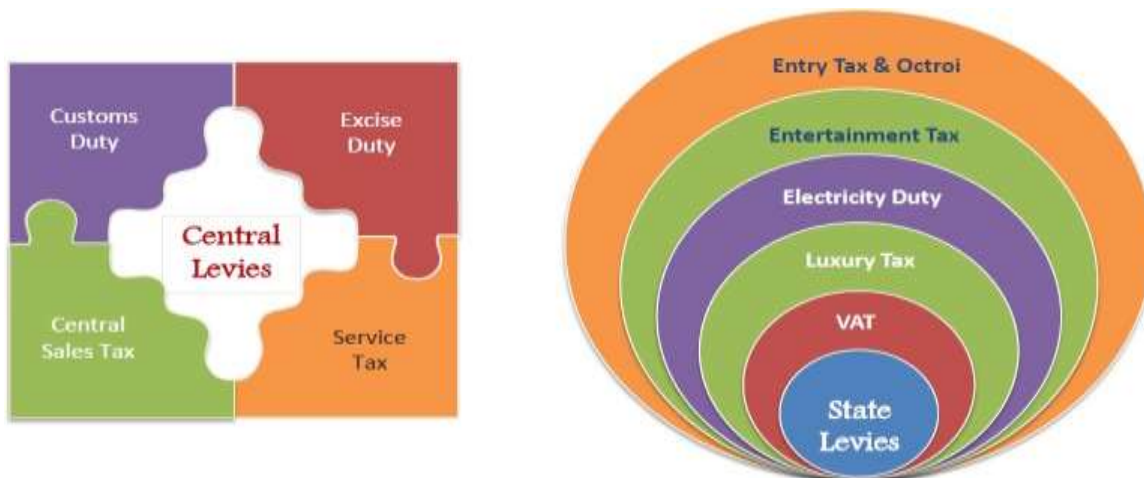 Customs
Duty
Excise
Duty
Central
Levies
Central
Sales Tax
Service
Tax
Entry Tax & Octroi
Entertainment Tax
Electricity Duty
Luxury Tax
VAT
State
Levies